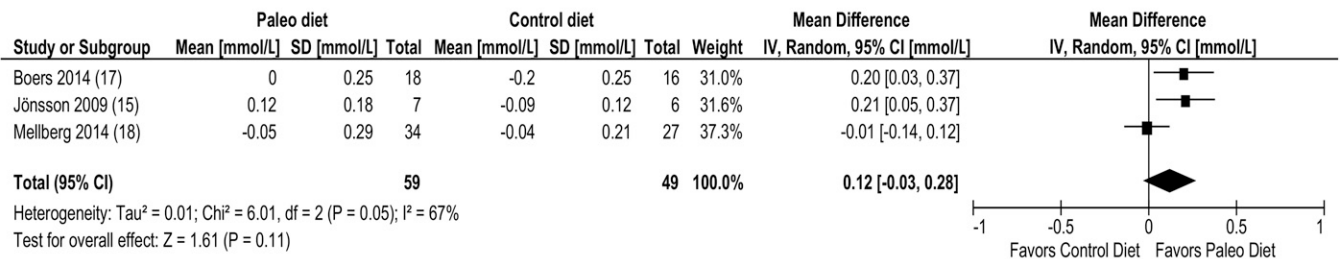 Paleo diet Control diet Mean Difference Mean Difference
Study or Subgroup Mean [mmol/L] SD [mmol/L] Total Mean [mmol/L] SD [mmol/L] Total Weight IV, Random, 95% CI [mmol/L] IV, Random, 95% CI [mmol/L]
Boers 2014 (17) 0 0.25 18 -0.2 0.25 16 31.0% 0.20 [0.03, 0.37]
Jönsson 2009 (15) 0.12 0.18 7 -0.09 0.12 6 31.6% 0.21 [0.05, 0.37]
Mellberg 2014 (18) -0.05 0.29 34 -0.04 0.21 27 37.3% -0.01 [-0.14, 0.12]
Total (95% CI) 59 49 100.0% 0.12 [-0.03, 0.28]
Heterogeneity: Tau² = 0.01; Chi² = 6.01, df = 2 (P = 0.05); I² = 67%
Test for overall effect: Z = 1.61 (P = 0.11)
-1 -0.5 0 0.5 1
Favors Control Diet Favors Paleo Diet